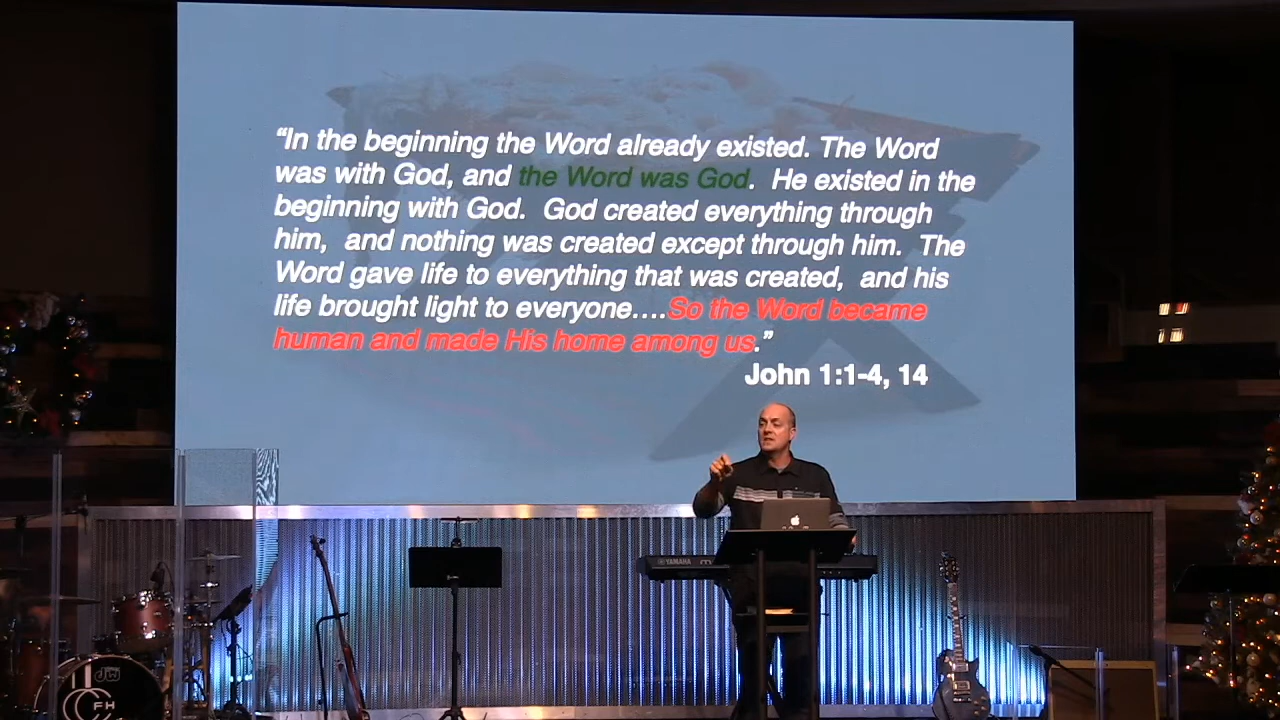 “In the beginning the Word already existed. The Word
was with God, and the Word was God.  He existed in the
beginning with God.  God created everything through
him,  and nothing was created except through him.  The
Word gave life to everything that was created,  and his
life brought light to everyone….So the Word became
human and made His home among us.”
John 1:1-4, 14
YAMAHA
JW
FH